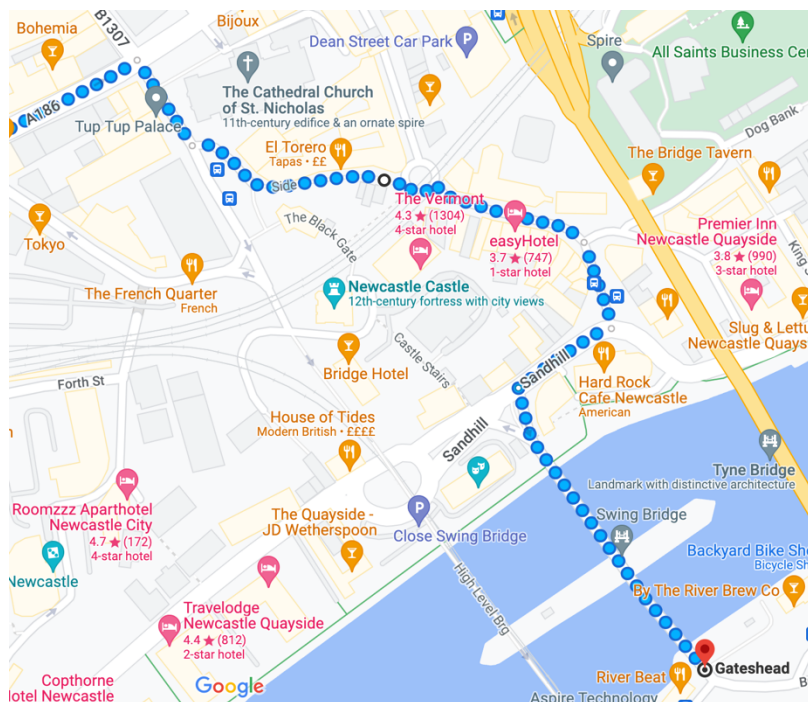 Bohemia
B1307
Bijoux
Dean Street Car Park
P
Spire
All Saints Business Cen
A186
The Cathedral Church
of St. Nicholas
11th-century edifice & an ornate spire
Tup Tup Palace
Dog Bank
El Torero
Tapas · ££
The Bridge Tavern
Side
The Vermont
4.3 ★ (1304)
4-star hotel
The Black Gate
Tokyo
easyHotel
3.7 ★ (747)
1-star hotel
Premier Inn
Newcastle Quayside
3.8 ★ (990)
3-star hotel
King S
The French Quarter
French
Newcastle Castle
12th-century fortress with city views
Slug & Lettu
Newcastle Quays
Castle Stairs
Bridge Hotel
Forth St
Sandhill
Hard Rock
Cafe Newcastle
American
House of Tides
Modern British · ££££
Sandhill
n
Tyne Bridge
Landmark with distinctive architecture
Roomzzz Aparthotel
Newcastle City
4.7 ★ (172)
4-star hotel
P
The Quayside -
JD Wetherspoon
Close Swing Bridge
Swing Bridge
Newcastle
Backyard Bike Sho
Bicycle Sh
High Level Brg
By The River Brew Co
Travelodge
Newcastle Quayside
4.4 ★ (812)
2-star hotel
Gateshead
River Beat
B
Copthorne
otel Newcastle
Google
Aspire Technology